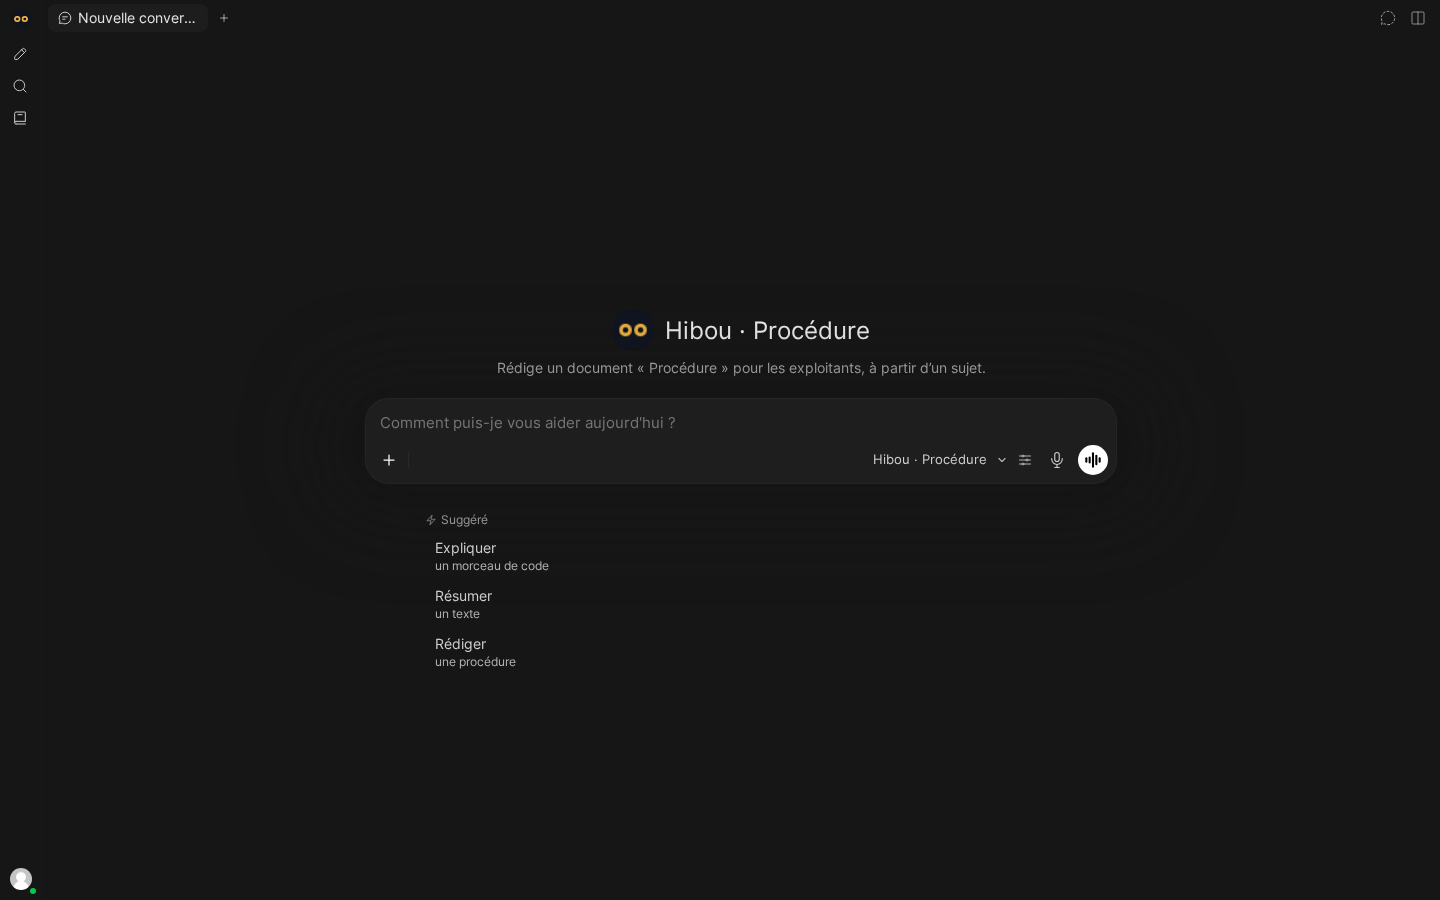 Nouvelle conver...
Hibou · Procédure
Rédige un document « Procédure » pour les exploitants, à partir d’un sujet.
Comment puis-je vous aider aujourd'hui ?
Hibou · Procédure
Suggéré
Expliquer
un morceau de code
Résumer
un texte
Rédiger
une procédure